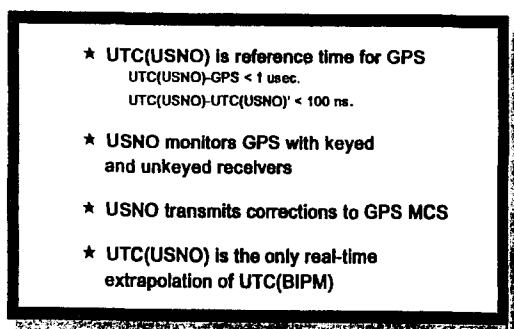 ★ UTC(USNO) is reference time for GPS
UTC(USNO)-GPS < 1 usec.
UTC(USNO)-UTC(USNO)' < 100 ns.
★ USNO monitors GPS with keyed
and unkeyed receivers
★ USNO transmits corrections to GPS MCS
★ UTC(USNO) is the only real-time
extrapolation of UTC(BIPM)